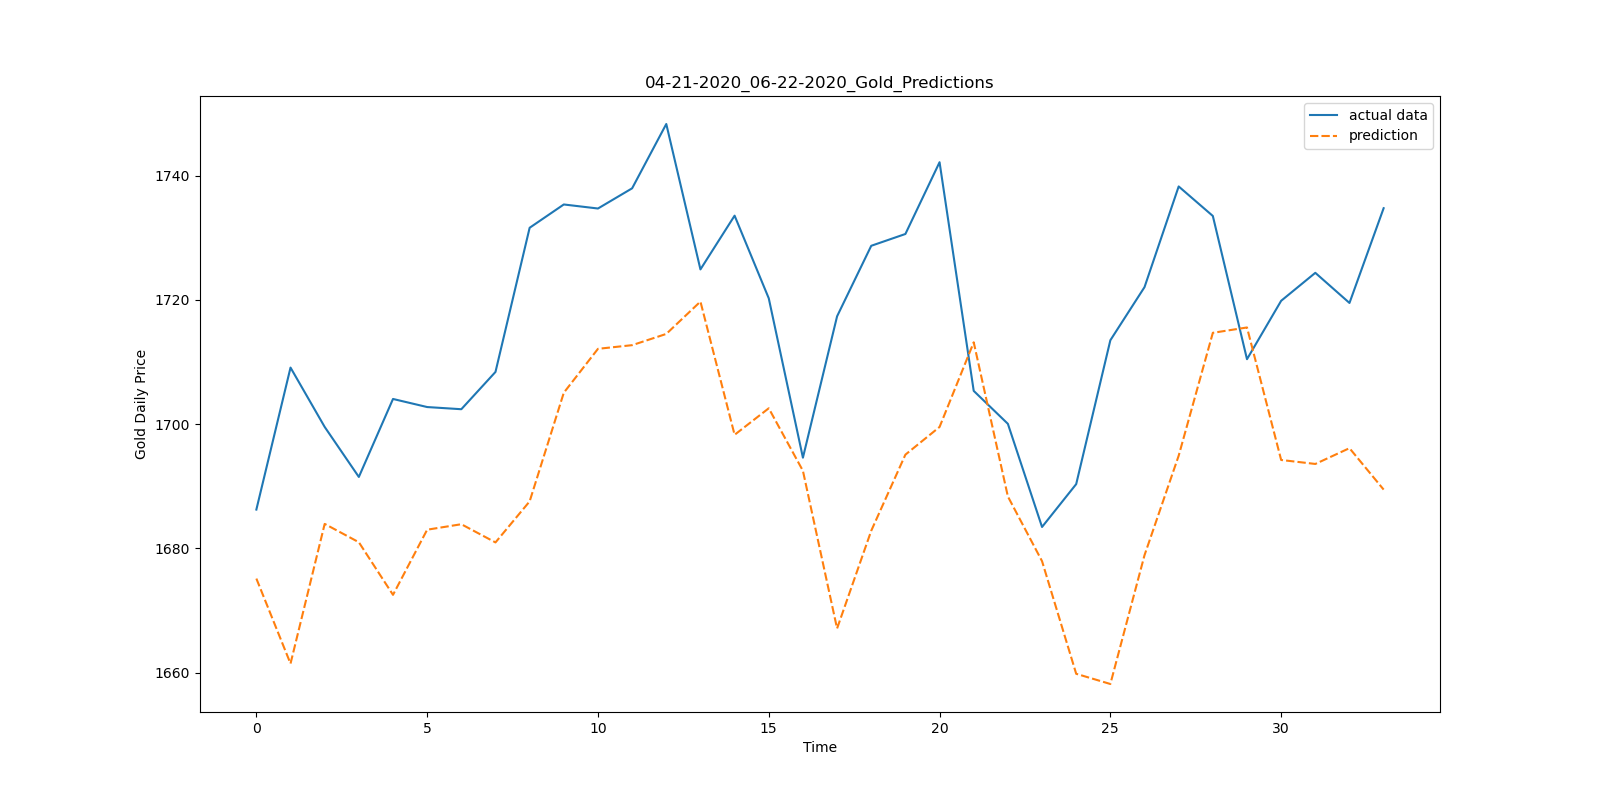 04-21-2020_06-22-2020_Gold_Predictions
actual data
prediction
1740
1720
1700
1680
1660
Gold Daily Price
0 5 10 15 20 25 30
Time